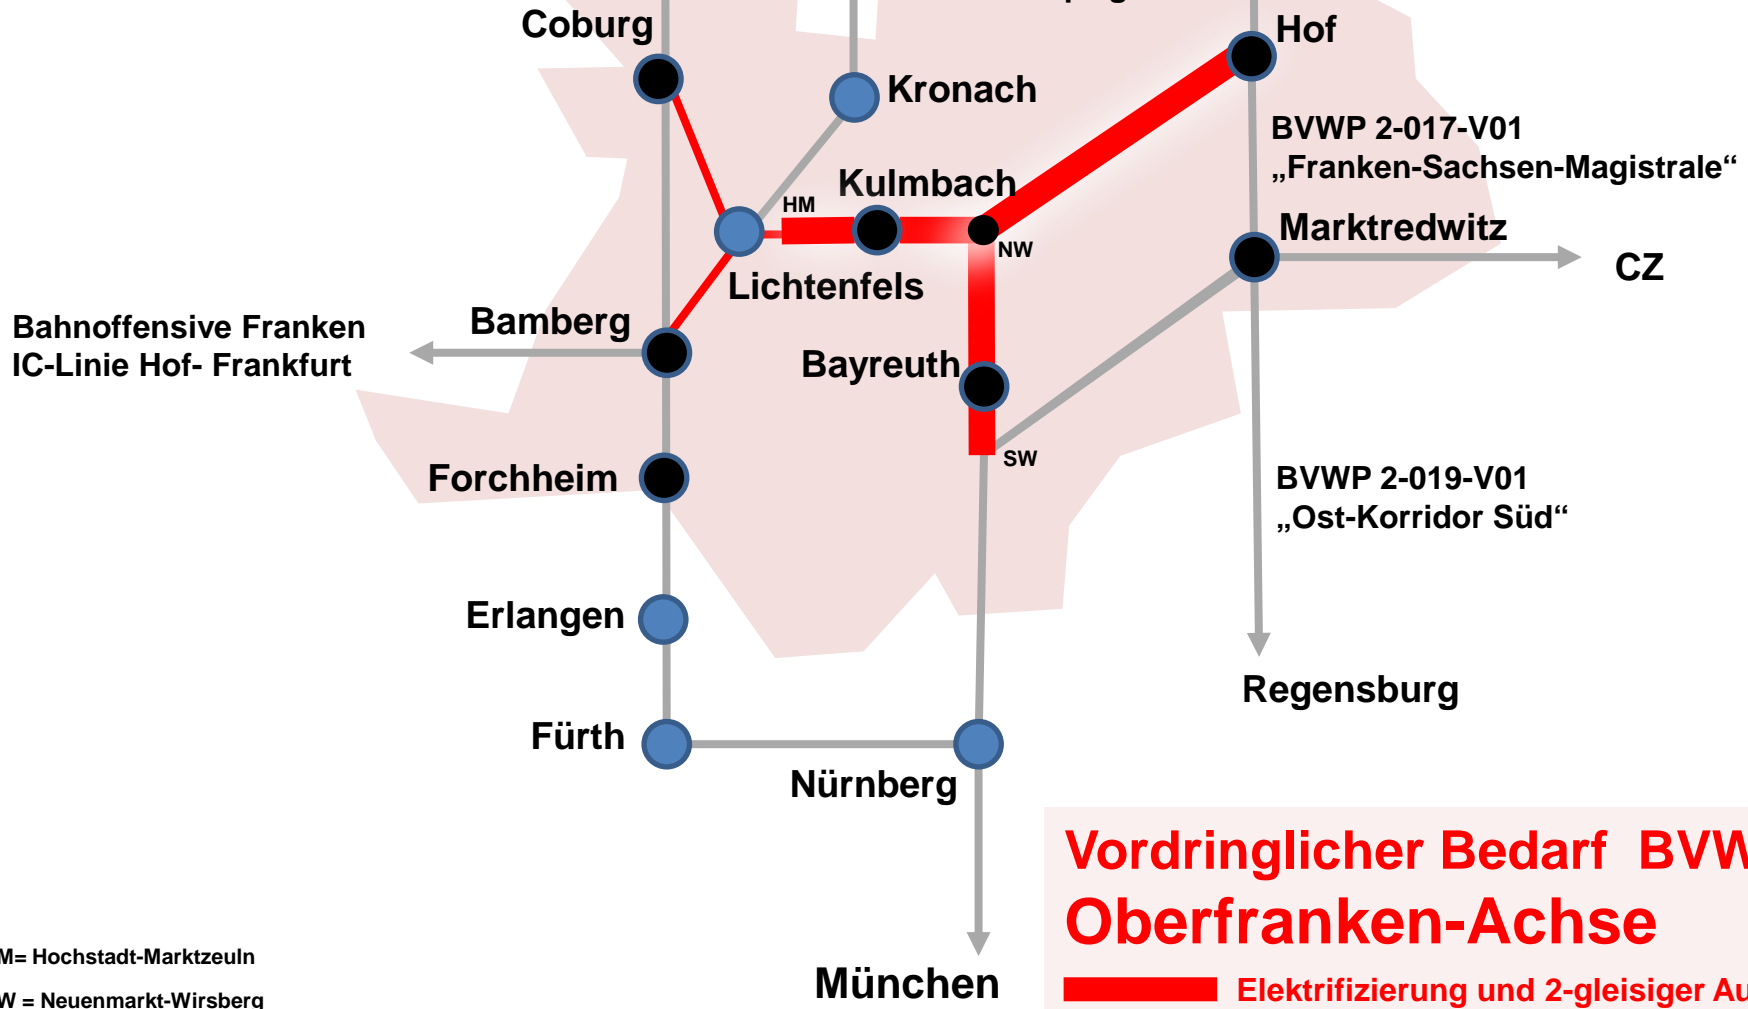 Coburg
Hof
Kronach
BVWP 2-017-V01
„Franken-Sachsen-Magistrale“
Kulmbach
HM
Marktredwitz
NW
CZ
Lichtenfels
Bahnoffensive Franken
IC-Linie Hof- Frankfurt
Bamberg
Bayreuth
SW
Forchheim
BVWP 2-019-V01
„Ost-Korridor Süd“
Erlangen
Regensburg
Fürth
Nürnberg
Vordringlicher Bedarf BVW
Oberfranken-Achse
M= Hochstadt-Marktzeuln
München
Elektrifizierung und 2-gleisiger Au
W = Neuenmarkt-Wirsberg